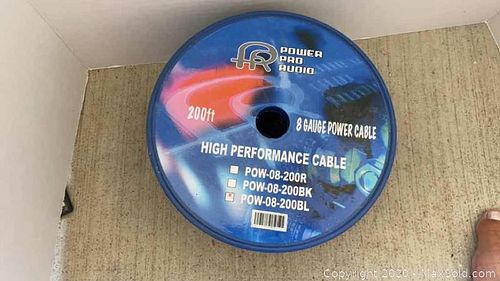 PR POWER
PRO
AUDIO
200ft
8 GAUGE POWER CABLE
HIGH PERFORMANCE CABLE
POW-08-200R
POW-08-200BK
POW-08-200BL
Copyright 2020 - MaxSold.com